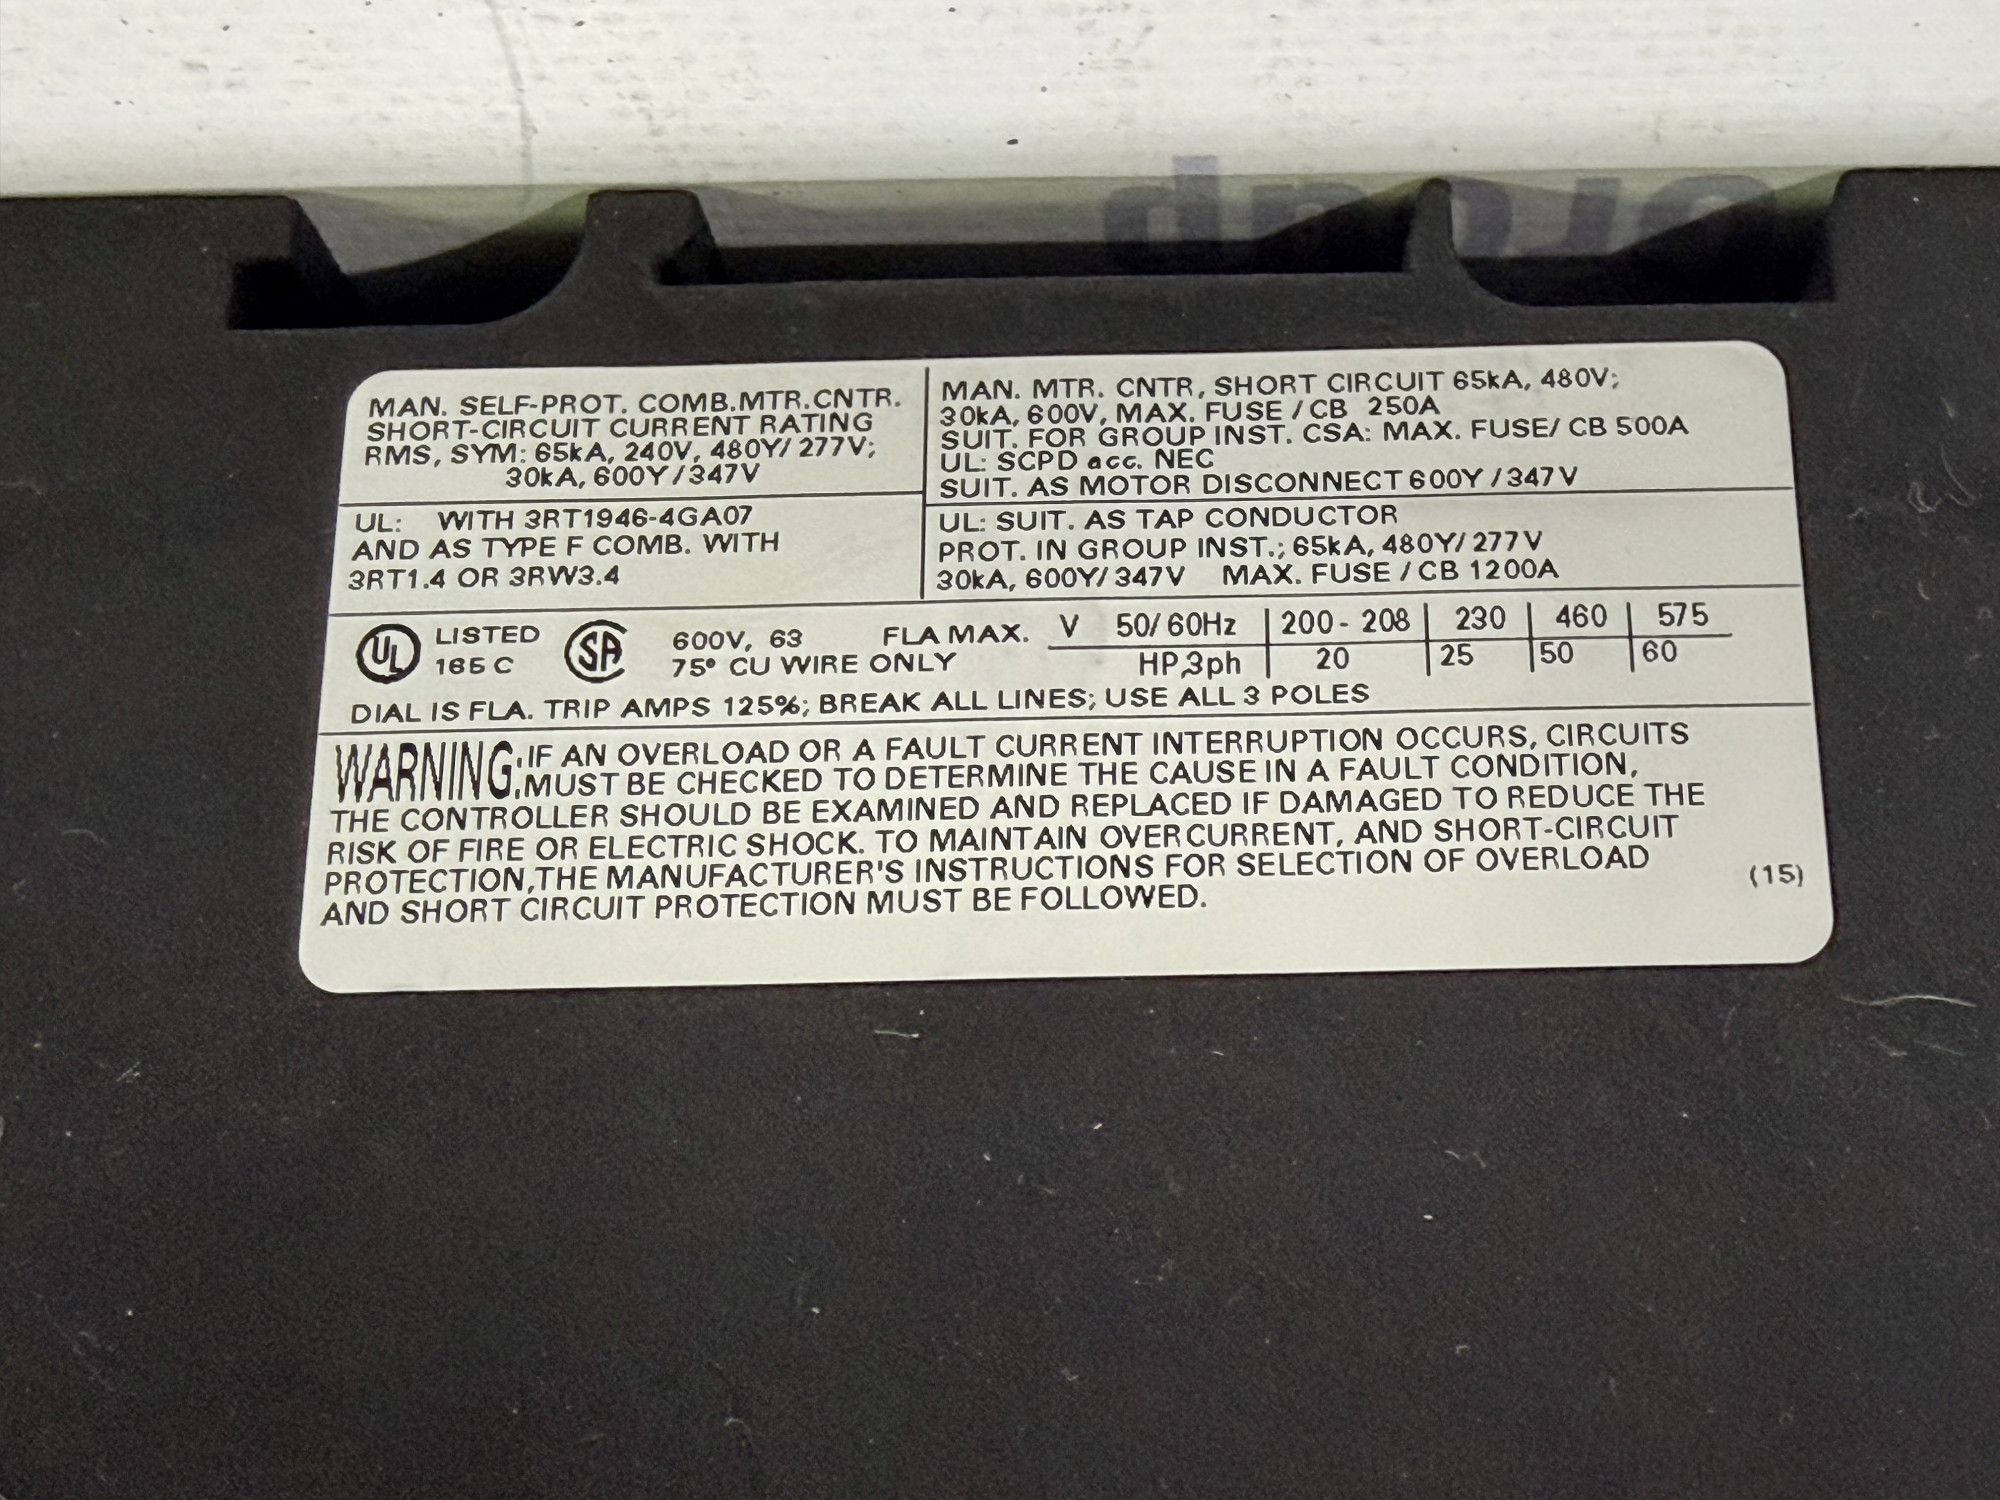 MAN. SELF-PROT. COMB.MTR.CNTR.
SHORT-CIRCUIT CURRENT RATING
RMS, SYM: 65kA, 240V, 480Y/277V;
30kA, 600Y/347V
MAN. MTR. CNTR, SHORT CIRCUIT 65kA, 480V;
30kA, 600V, MAX. FUSE / CB 250A
SUIT. FOR GROUP INST. CSA: MAX. FUSE/ CB 500A
UL: SCPD acc. NEC
SUIT. AS MOTOR DISCONNECT 600Y/347V
UL: WITH 3RT1946-4GA07
AND AS TYPE F COMB. WITH
3RT1.4 OR 3RW3.4
UL: SUIT. AS TAP CONDUCTOR
PROT. IN GROUP INST.; 65kA, 480Y/277V
30kA, 600Y/347V MAX. FUSE / CB 1200A
UL LISTED 165 C
SA
600V, 63 FLA MAX.
75° CU WIRE ONLY
V 50/60Hz 200-208 230 460 575
HP,3ph 20 25 50 60
DIAL IS FLA. TRIP AMPS 125%; BREAK ALL LINES; USE ALL 3 POLES
WARNING: IF AN OVERLOAD OR A FAULT CURRENT INTERRUPTION OCCURS, CIRCUITS
MUST BE CHECKED TO DETERMINE THE CAUSE IN A FAULT CONDITION,
THE CONTROLLER SHOULD BE EXAMINED AND REPLACED IF DAMAGED TO REDUCE THE
RISK OF FIRE OR ELECTRIC SHOCK. TO MAINTAIN OVERCURRENT, AND SHORT-CIRCUIT
PROTECTION,THE MANUFACTURER'S INSTRUCTIONS FOR SELECTION OF OVERLOAD
AND SHORT CIRCUIT PROTECTION MUST BE FOLLOWED.
(15)